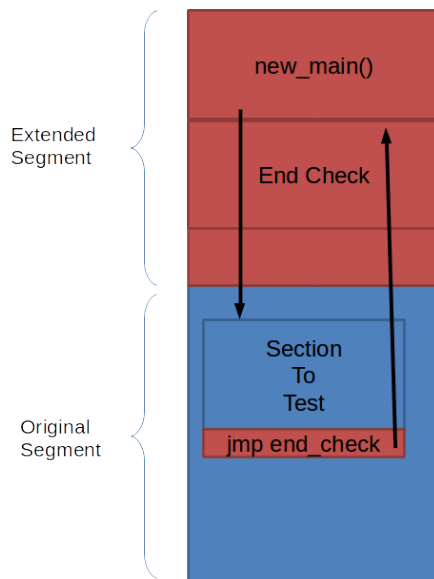 new_main()
Extended
Segment
End Check
Section
To
Test
Original
Segment
jmp end_check